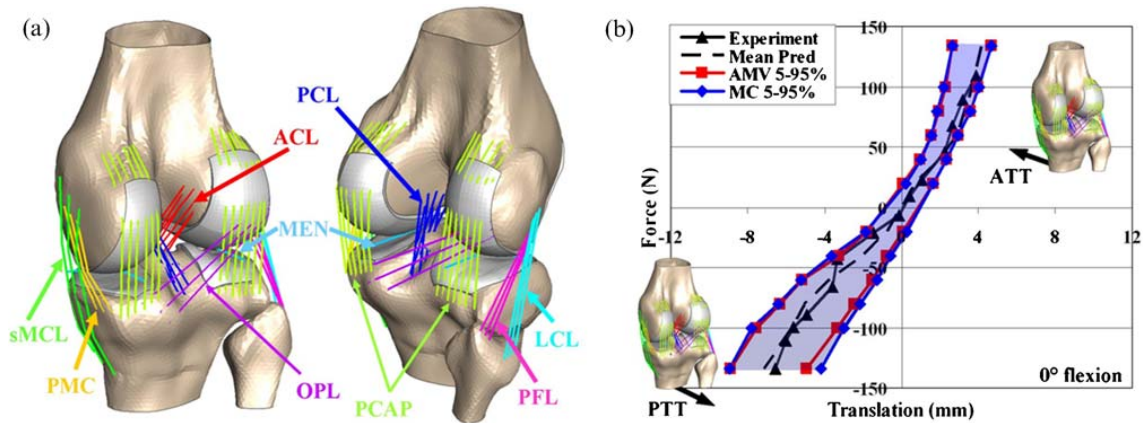 (a)
PCL
ACL
MEN
sMCL
PMC
OPL
PCAP
LCL
PFL
(b)
Experiment
Mean Pred
AMV 5-95%
MC 5-95%
150
100
50
0
-50
-100
-150
Force (N)
-12
-8
-4
4
8
12
ATT
PTT
Translation (mm)
0° flexion